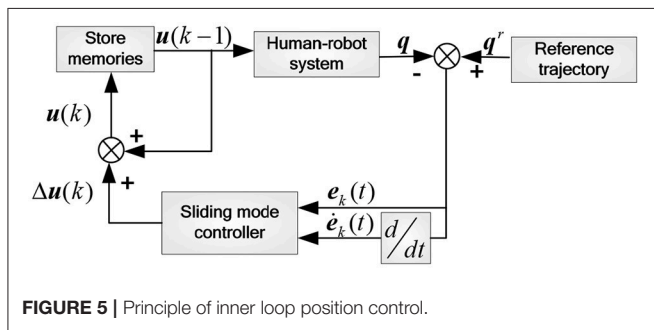 Store
memories
u(k−1)
Human-robot
system
q
-
+
q^r
Reference
trajectory
u(k)
+
+
Δu(k)
Sliding mode
controller
e_k(t)
ė_k(t)
d/dt
FIGURE 5 | Principle of inner loop position control.